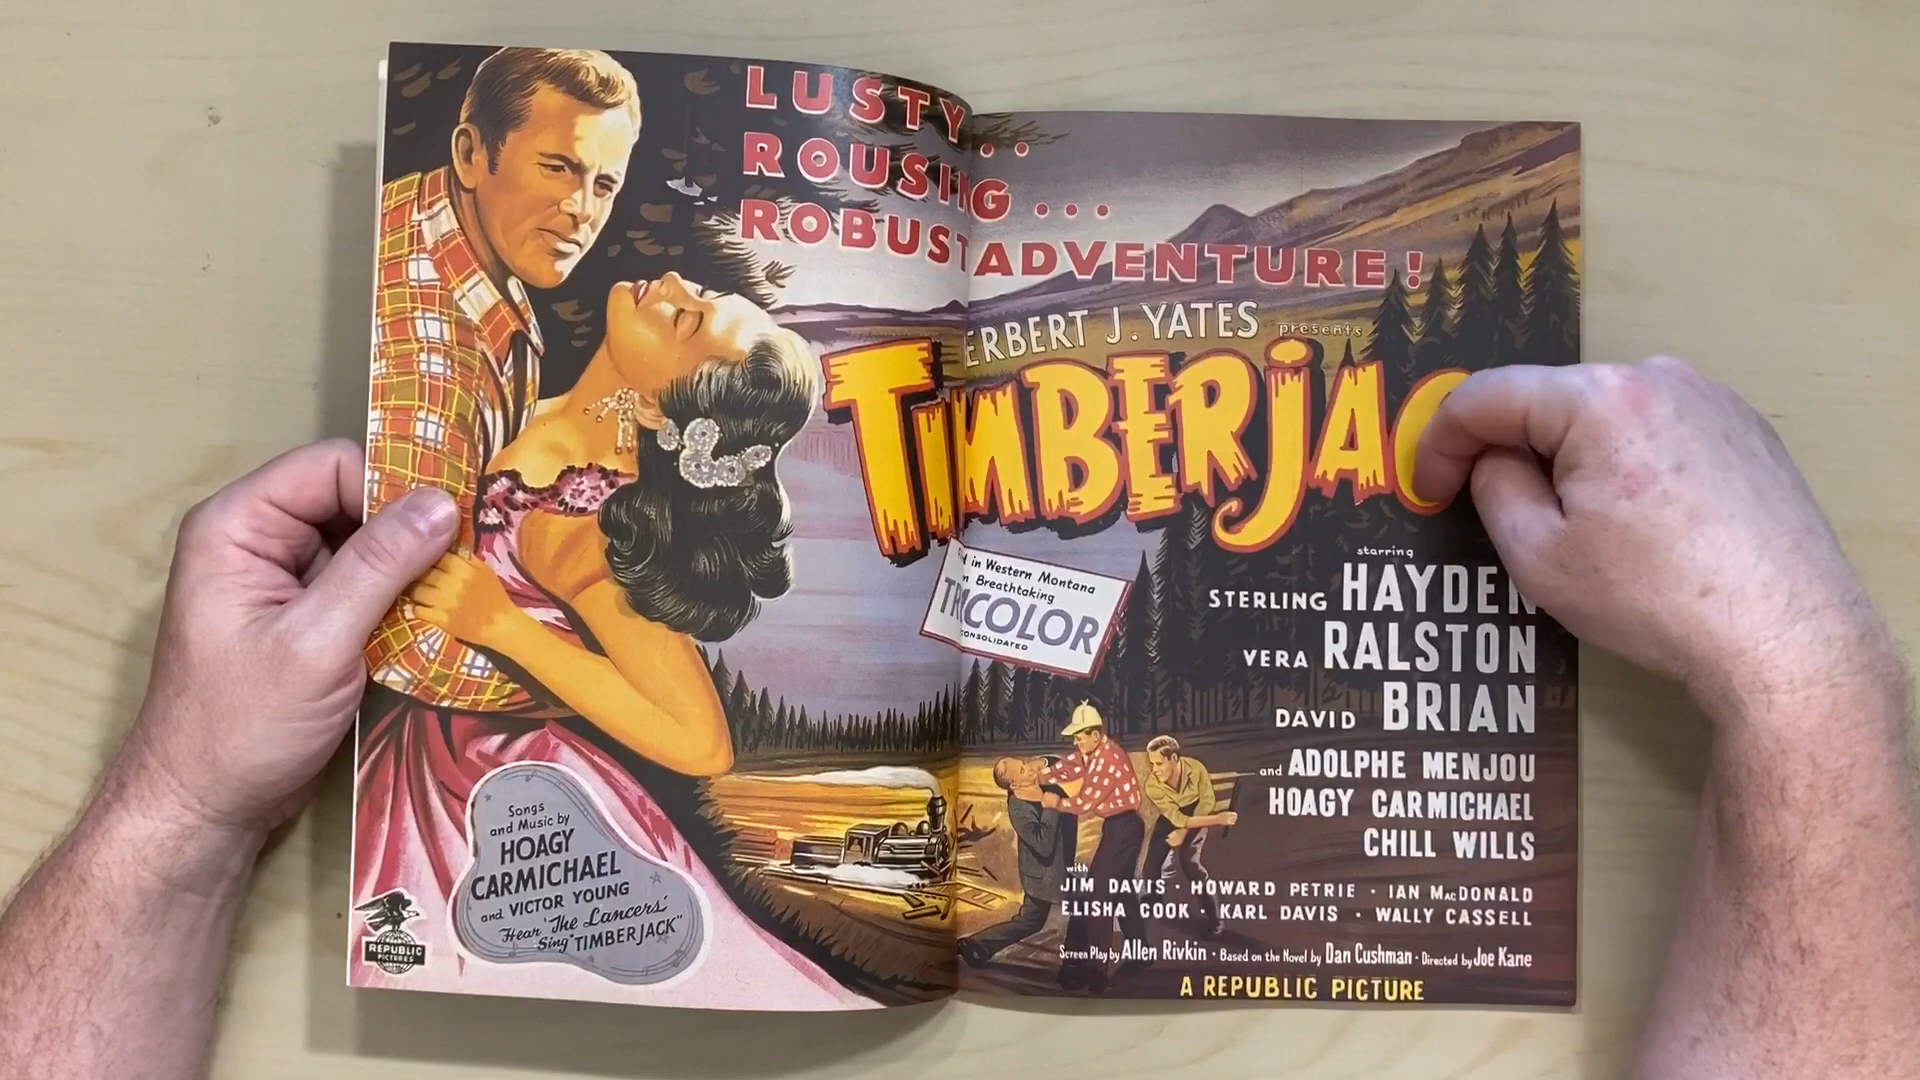 LUSTY...
ROUSING...
ROBUST ADVENTURE!
ERBERT J. YATES presents
TIMBERJAC
in Western Montana
in Breathtaking
TRICOLOR
CONSOLIDATED
starring
STERLING HAYDEN
VERA RALSTON
DAVID BRIAN
and ADOLPHE MENJOU
HOAGY CARMICHAEL
CHILL WILLS
with
JIM DAVIS · HOWARD PETRIE · IAN MacDONALD
ELISHA COOK · KARL DAVIS · WALLY CASSELL
Screen Play by Allen Rivkin · Based on the Novel by Dan Cushman · Directed by Joe Kane
A REPUBLIC PICTURE
Songs
and Music by
HOAGY
CARMICHAEL
and VICTOR YOUNG
Hear 'The Lancers'
Sing "TIMBERJACK"
REPUBLIC
PICTURES